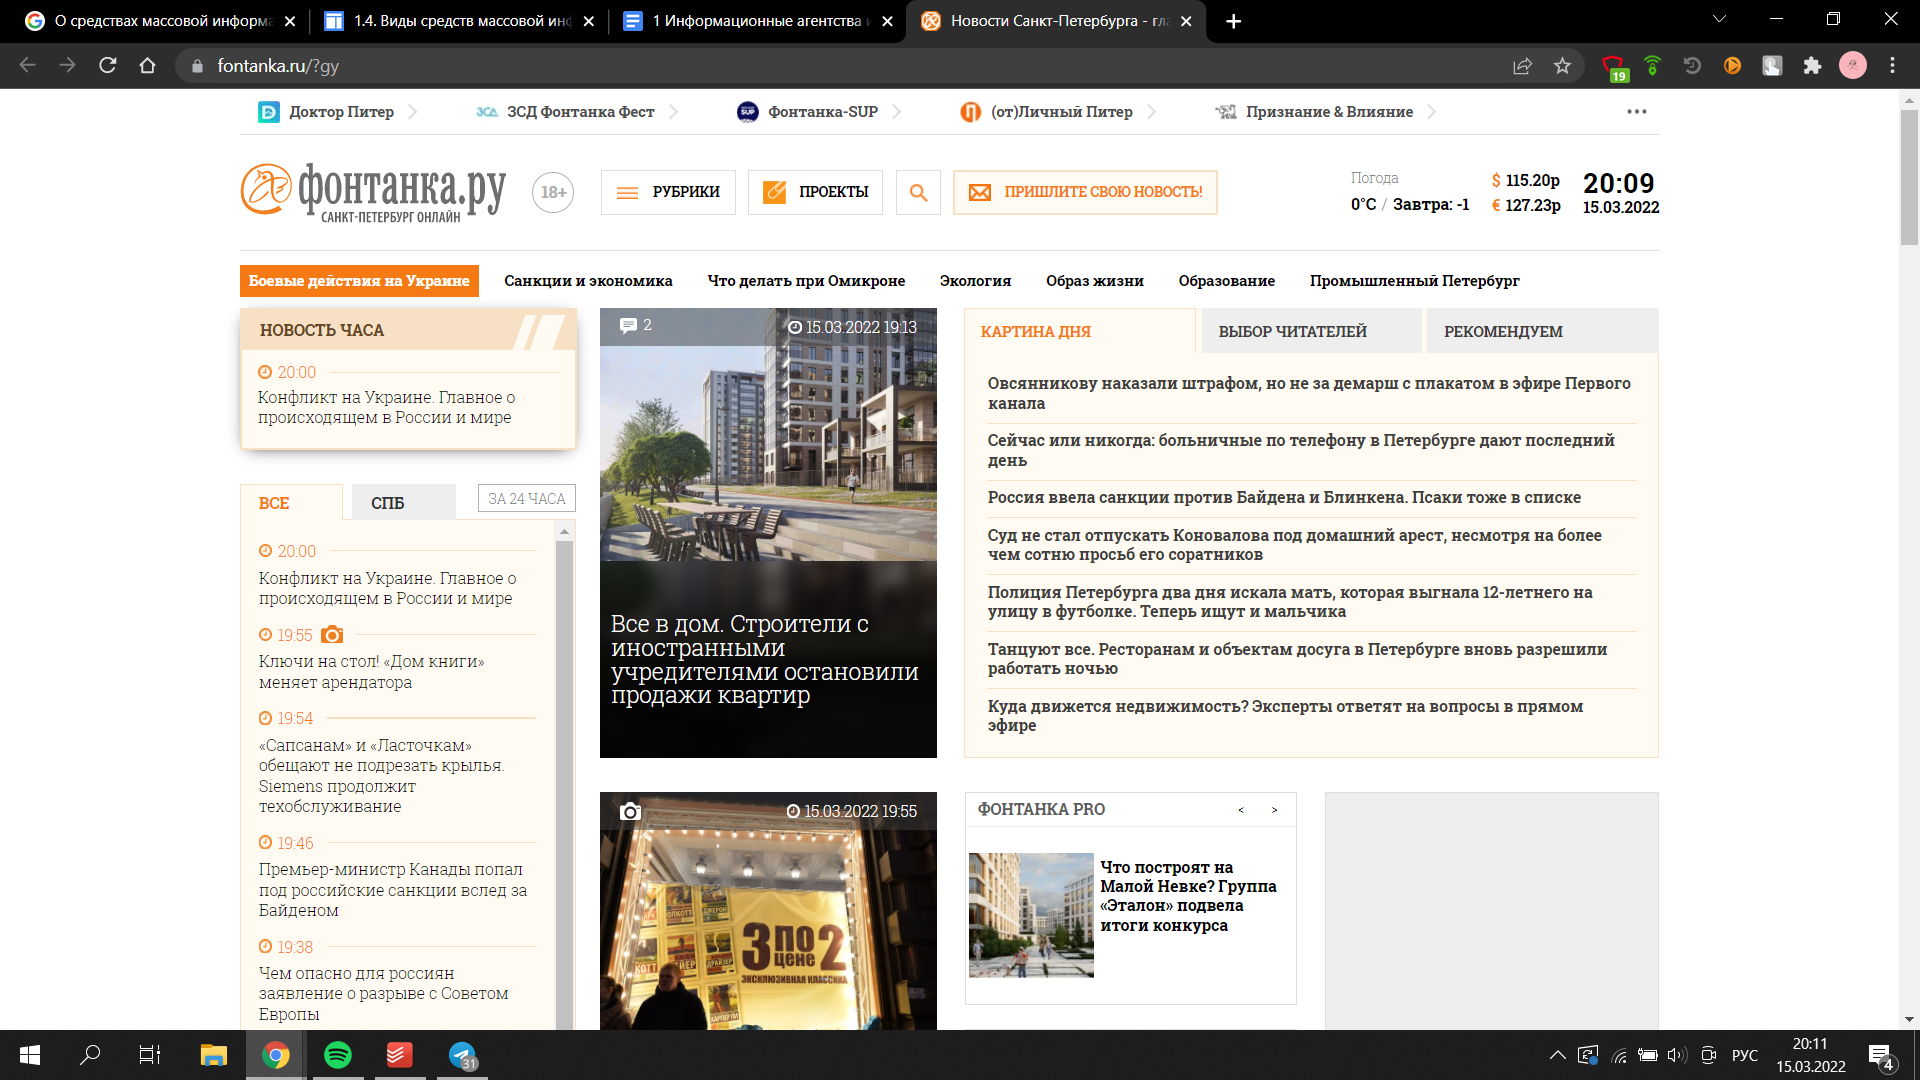 О средствах массовой информа
1.4. Виды средств массовой инф
1 Информационные агентства и
Новости Санкт-Петербурга - гла
fontanka.ru/?gy
19
Доктор Питер
ЗСД Фонтанка Фест
Фонтанка-SUP
(от)Личный Питер
Признание & Влияние
фонтанка.ру
САНКТ-ПЕТЕРБУРГ ОНЛАЙН
18+
РУБРИКИ
ПРОЕКТЫ
ПРИШЛИТЕ СВОЮ НОВОСТЬ!
Погода
0°C / Завтра: -1
$ 115.20р
€ 127.23р
20:09
15.03.2022
Боевые действия на Украине
Санкции и экономика
Что делать при Омикроне
Экология
Образ жизни
Образование
Промышленный Петербург
НОВОСТЬ ЧАСА
20:00
Конфликт на Украине. Главное о
происходящем в России и мире
ВСЕ
СПБ
ЗА 24 ЧАСА
20:00
Конфликт на Украине. Главное о
происходящем в России и мире
19:55
Ключи на стол! «Дом книги»
меняет арендатора
19:54
«Сапсанам» и «Ласточкам»
обещают не подрезать крылья.
Siemens продолжит
техобслуживание
19:46
Премьер-министр Канады попал
под российские санкции вслед за
Байденом
19:38
Чем опасно для россиян
заявление о разрыве с Советом
Европы
2
15.03.2022 19:13
Все в дом. Строители с
иностранными
учредителями остановили
продажи квартир
15.03.2022 19:55
3 ПО
ЦЕНЕ 2
ЭКСКЛЮЗИВНАЯ КЛАССИКА
КАРТИНА ДНЯ
ВЫБОР ЧИТАТЕЛЕЙ
РЕКОМЕНДУЕМ
Овсянникову наказали штрафом, но не за демарш с плакатом в эфире Первого
канала
Сейчас или никогда: больничные по телефону в Петербурге дают последний
день
Россия ввела санкции против Байдена и Блинкена. Псаки тоже в списке
Суд не стал отпускать Коновалова под домашний арест, несмотря на более
чем сотню просьб его соратников
Полиция Петербурга два дня искала мать, которая выгнала 12-летнего на
улицу в футболке. Теперь ищут и мальчика
Танцуют все. Ресторанам и объектам досуга в Петербурге вновь разрешили
работать ночью
Куда движется недвижимость? Эксперты ответят на вопросы в прямом
эфире
ФОНТАНКА PRO
< >
Что построят на
Малой Невке? Группа
«Эталон» подвела
итоги конкурса
31
РУС
20:11
15.03.2022
4